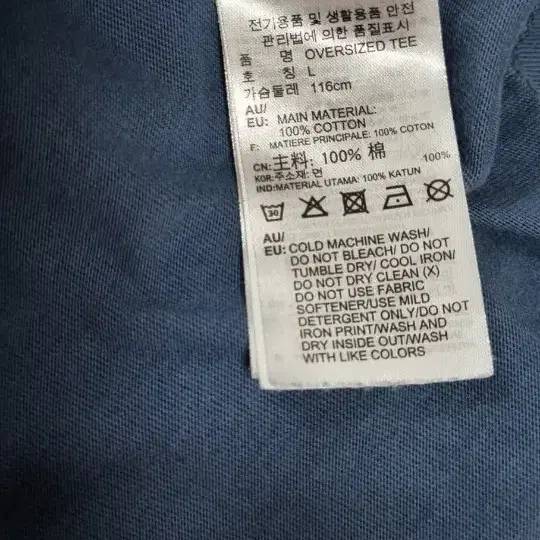 전기용품 및 생활용품 안전
관리법에 의한 품질표시
품 명 OVERSIZED TEE
호 칭 L
가슴둘레 116cm
AU/
EU: MAIN MATERIAL:
100% COTTON
F: MATIERE PRINCIPALE: 100% COTON
CN: 主料: 100% 棉
KOR: 주소재: 면 100%
IND:MATERIAL UTAMA: 100% KATUN
30
AU/
EU: COLD MACHINE WASH/
DO NOT BLEACH/ DO NOT
TUMBLE DRY/ COOL IRON/
DO NOT DRY CLEAN (X)
DO NOT USE FABRIC
SOFTENER/USE MILD
DETERGENT ONLY/DO NOT
IRON PRINT/WASH AND
DRY INSIDE OUT/WASH
WITH LIKE COLORS